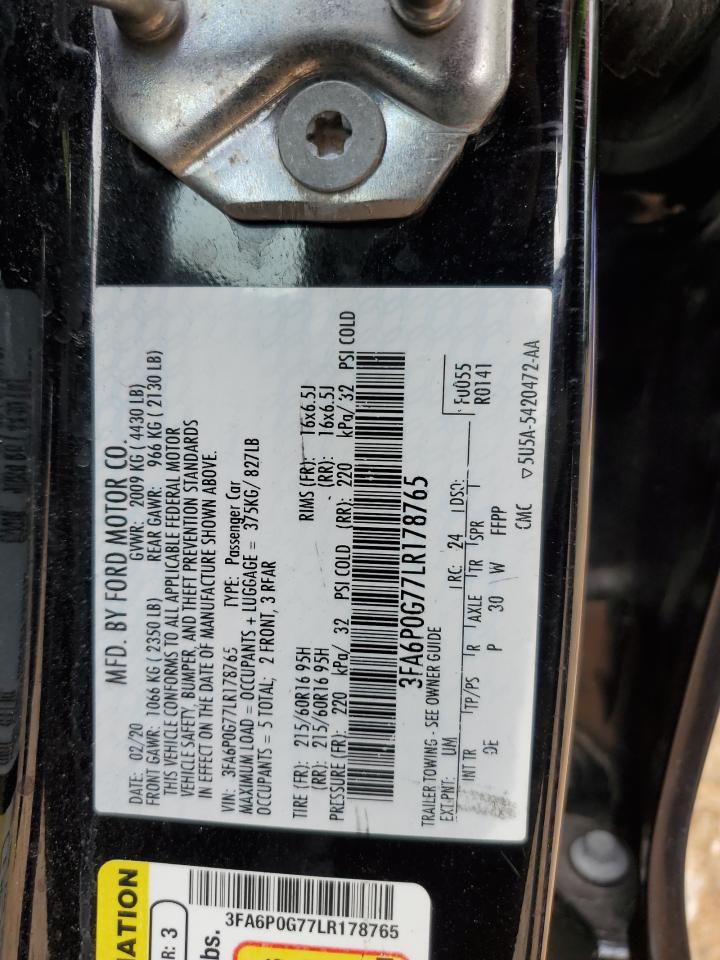 MFD. BY FORD MOTOR CO.
DATE: 02/20 GVWR: 2009 KG ( 4430 LB)
FRONT GAWR: 1066 KG ( 2350 LB) REAR GAWR: 966 KG ( 2130 LB)
THIS VEHICLE CONFORMS TO ALL APPLICABLE FEDERAL MOTOR
VEHICLE SAFETY, BUMPER, AND THEFT PREVENTION STANDARDS
IN EFFECT ON THE DATE OF MANUFACTURE SHOWN ABOVE.
VIN: 3FA6P0G77LR178765 TYPE: Passenger Car
MAXIMUM LOAD = OCCUPANTS + LUGGAGE = 375KG/ 827LB
OCCUPANTS = 5 TOTAL; 2 FRONT, 3 REAR
TIRE (FR): 215/60R16 95H RIMS (FR): 16x6.5J
(RR): 215/60R16 95H (RR): 16x6.5J
PRESSURE (FR): 220 kPa/ 32 PSI COLD (RR): 220 kPa/ 32 PSI COLD
3FA6P0G77LR178765
TRAILER TOWING - SEE OWNER GUIDE
EXT PNT: UM RC: 24 DSO: Fu055
R0141
INT TR TP/PS R AXLE TR SPR
DE P 30 W FFPP
CMC ▽5U5A-5420472-AA
MATION
R: 3
3FA6P0G77LR178765
bs.